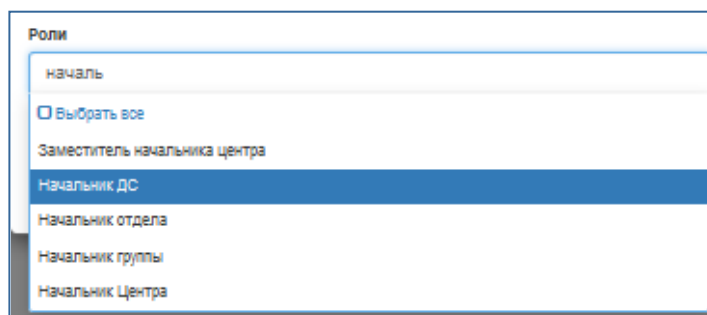 Роли
началь
Выбрать все
Заместитель начальника центра
Начальник ДС
Начальник отдела
Начальник группы
Начальник Центра